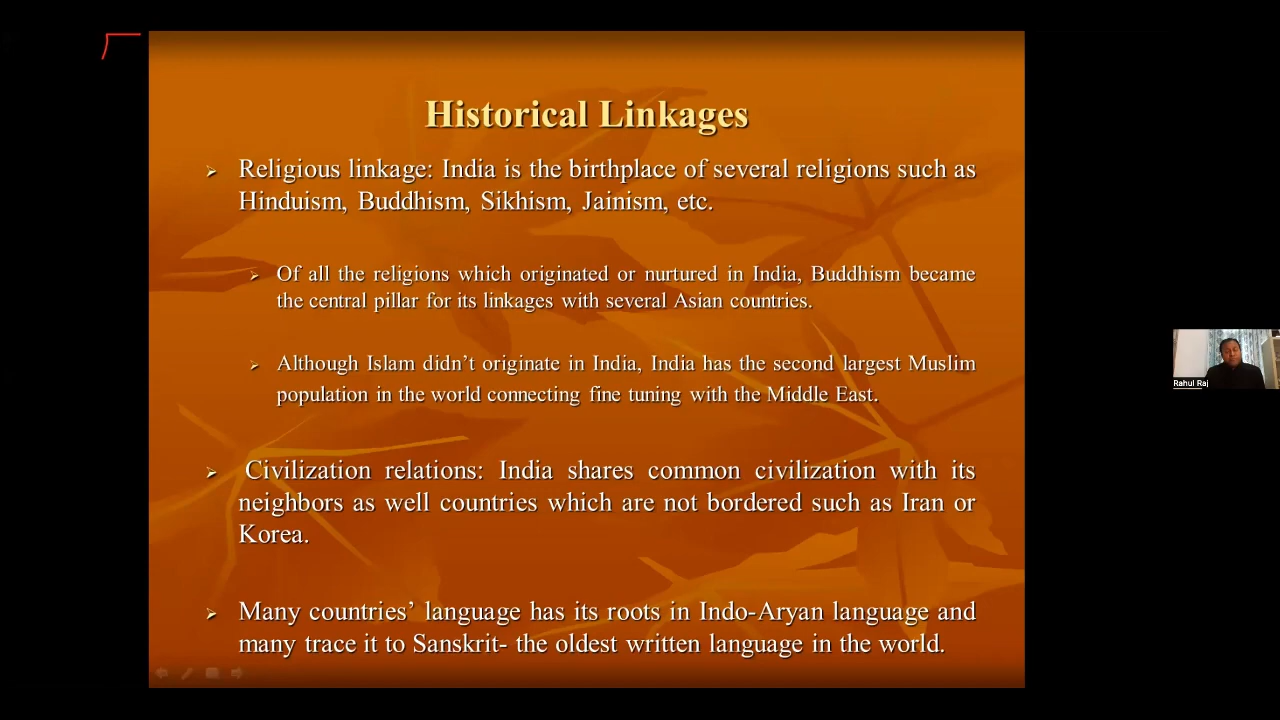 Historical Linkages
Religious linkage: India is the birthplace of several religions such as
Hinduism, Buddhism, Sikhism, Jainism, etc.
Of all the religions which originated or nurtured in India, Buddhism became
the central pillar for its linkages with several Asian countries.
Although Islam didn’t originate in India, India has the second largest Muslim
population in the world connecting fine tuning with the Middle East.
Civilization relations: India shares common civilization with its
neighbors as well countries which are not bordered such as Iran or
Korea.
Many countries’ language has its roots in Indo-Aryan language and
many trace it to Sanskrit- the oldest written language in the world.
Rahul Raj